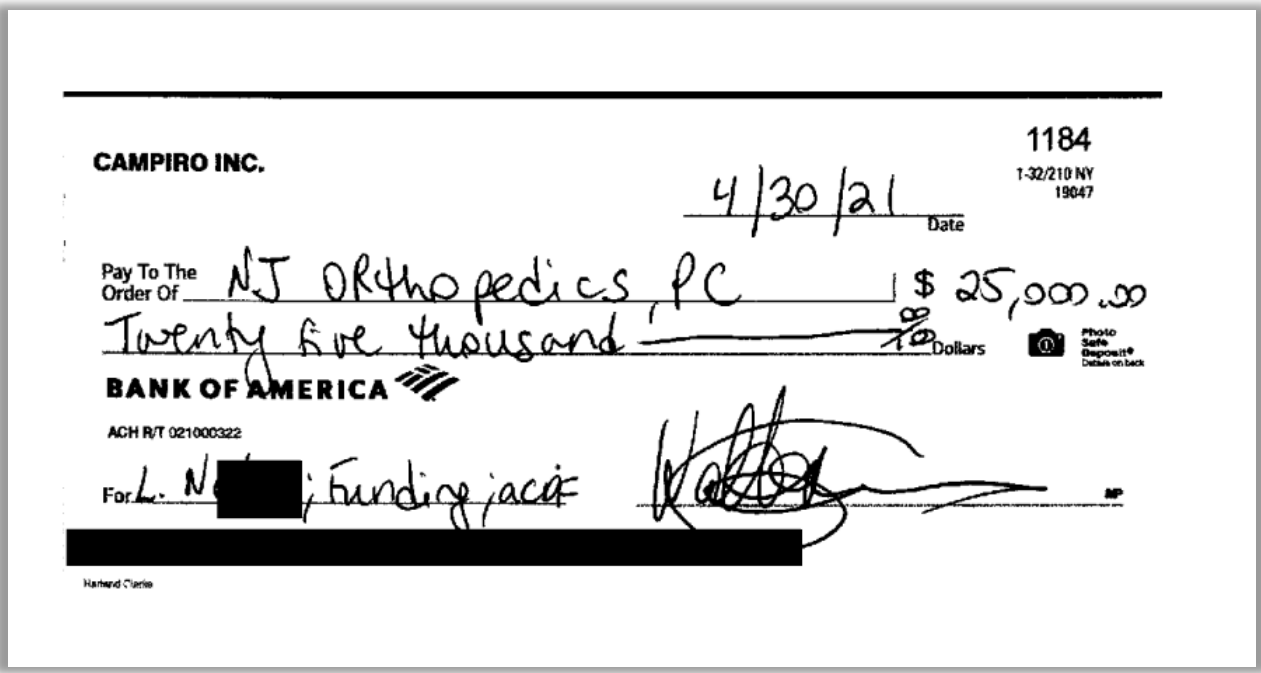 1184
CAMPIRO INC.
1-32/210 NY
19047
4/30/21
Date
Pay To The
Order Of NJ ORthopedics, PC $ 25,000.00
Twenty five thousand 00/100 Dollars
Photo
Safe
Deposit®
Details on back
BANK OF AMERICA
ACH R/T 021000322
For L. N ; Funding ;
MP
Harland Clarke